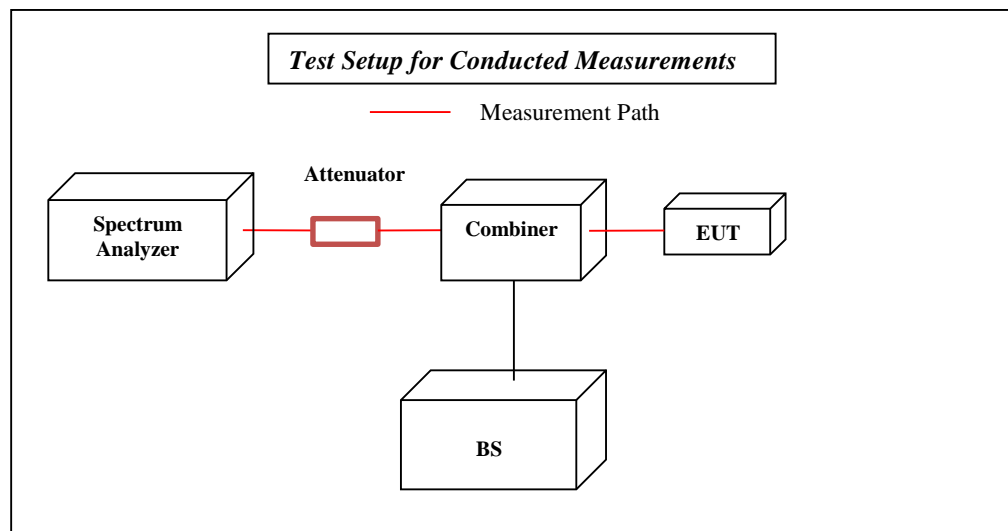 Test Setup for Conducted Measurements
Measurement Path
Attenuator
Spectrum
Analyzer
Combiner
EUT
BS